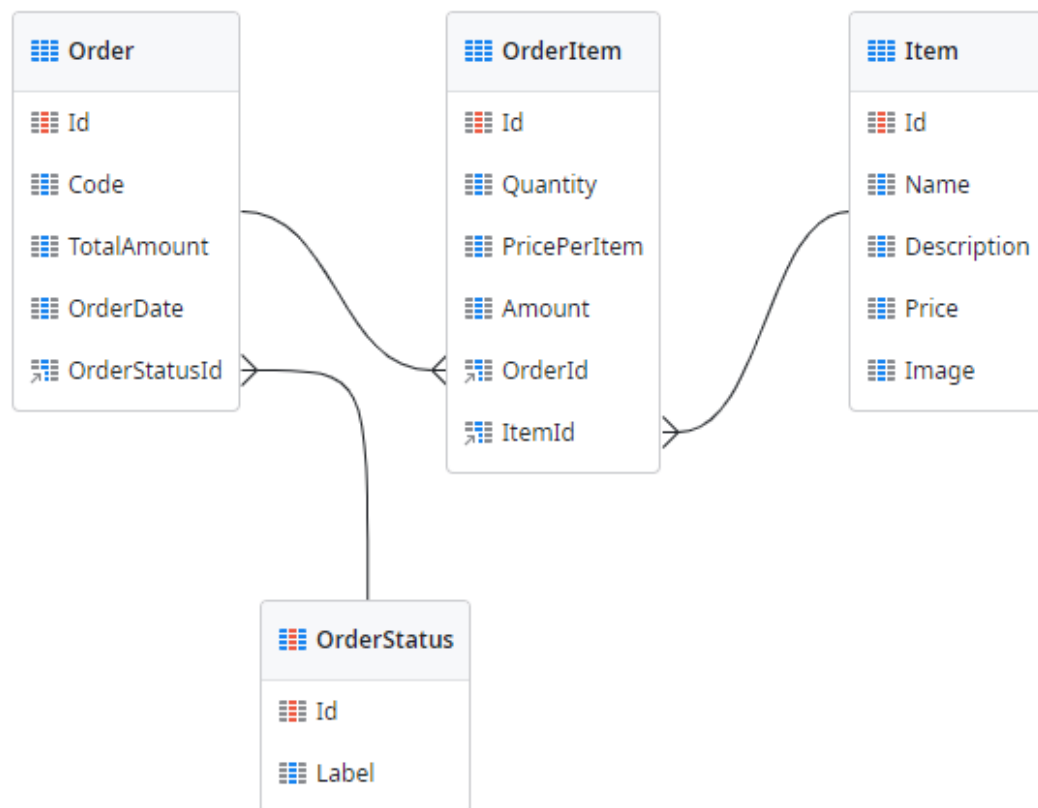 Order
Id
Code
TotalAmount
OrderDate
OrderStatusId
OrderItem
Id
Quantity
PricePerItem
Amount
OrderId
ItemId
Item
Id
Name
Description
Price
Image
OrderStatus
Id
Label